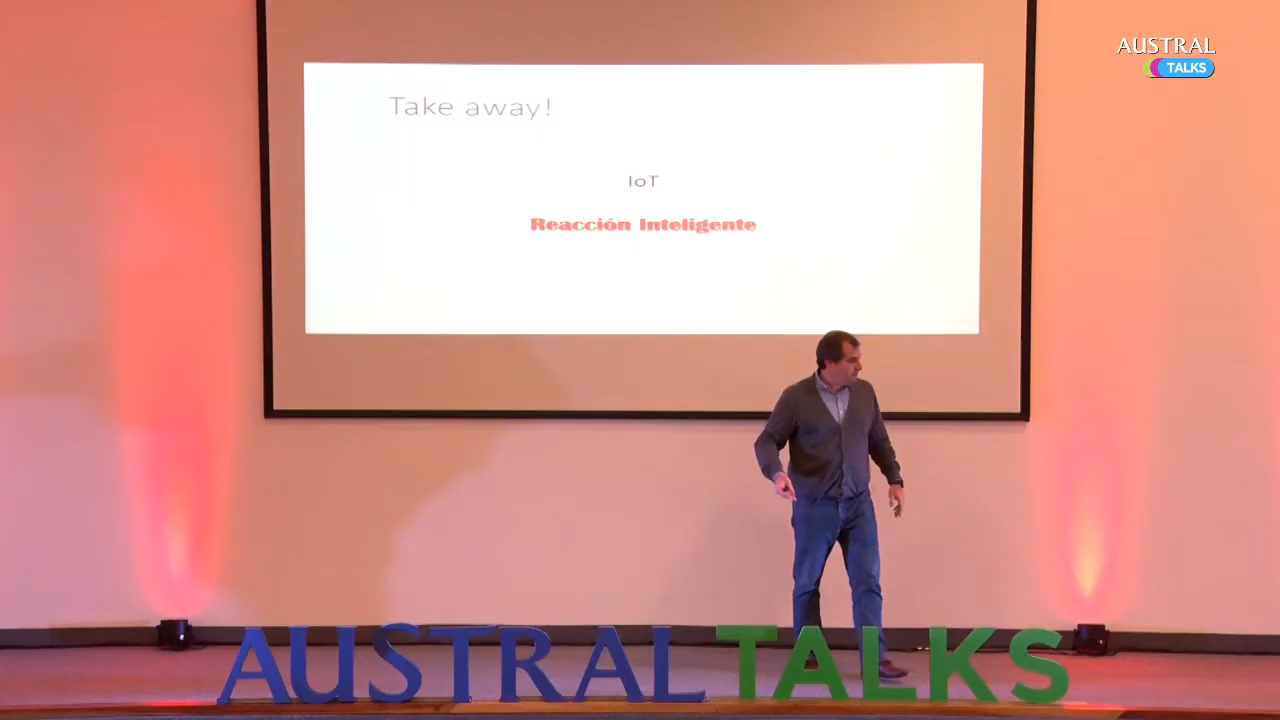 AUSTRAL
TALKS
Take away!
IoT
Reacción Inteligente
AUSTRAL TALKS